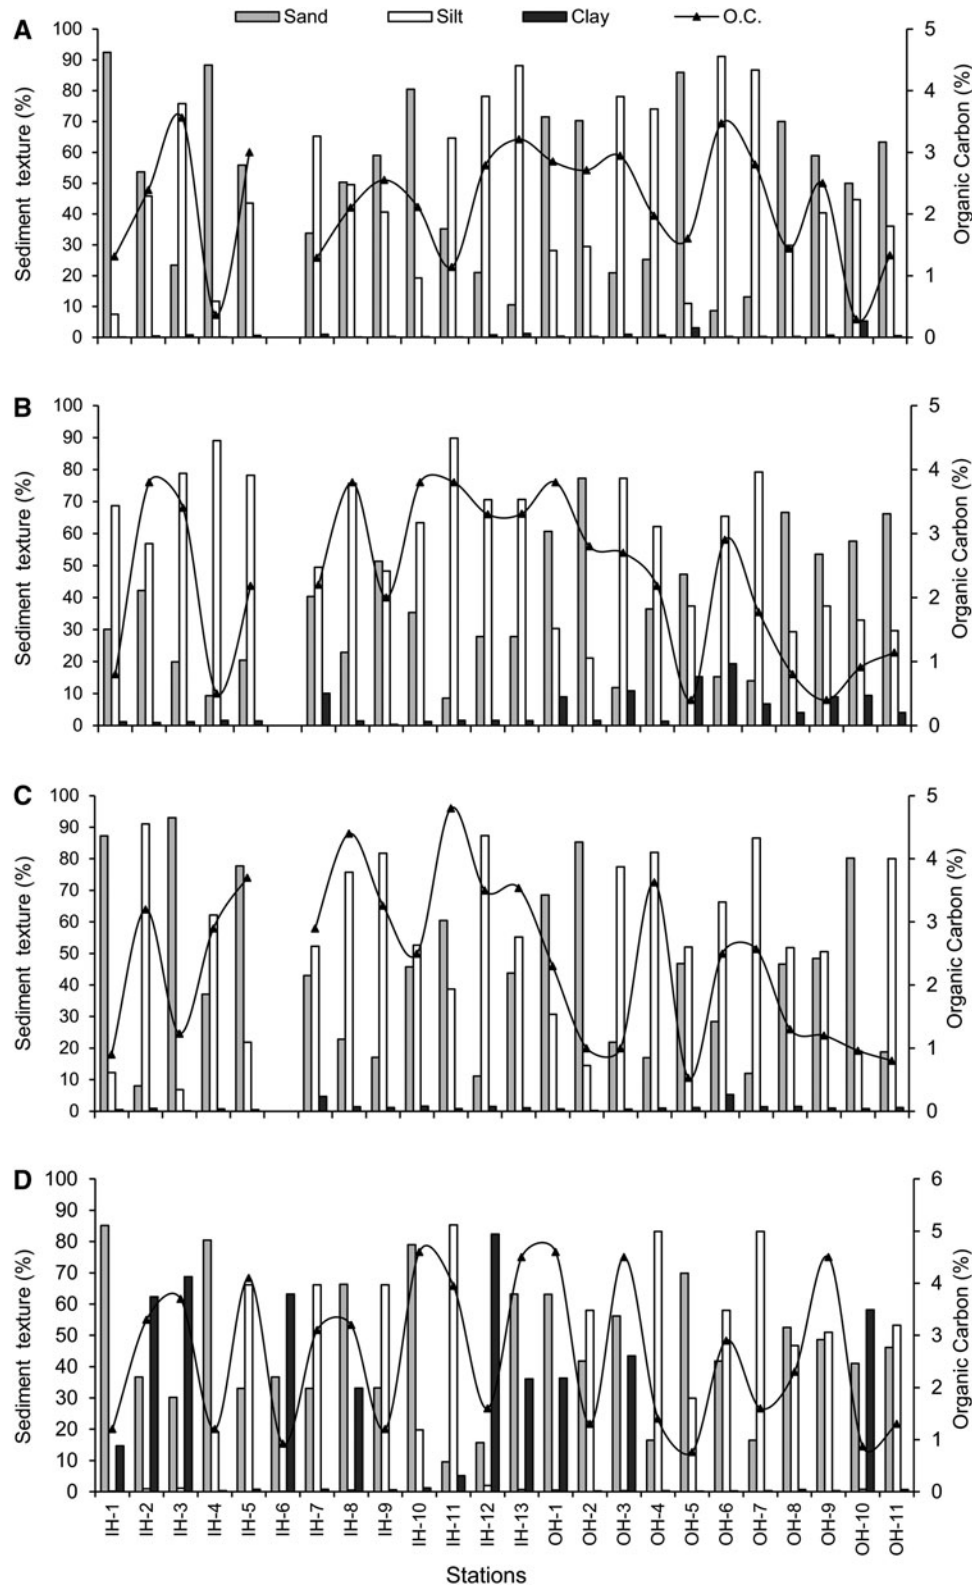 Sand Silt Clay O.C.
A
Sediment texture (%)
100
90
80
70
60
50
40
30
20
10
0
5
4
3
2
1
0
Organic Carbon (%)
B
Sediment texture (%)
100
90
80
70
60
50
40
30
20
10
0
5
4
3
2
1
0
Organic Carbon (%)
C
Sediment texture (%)
100
90
80
70
60
50
40
30
20
10
0
5
4
3
2
1
0
Organic Carbon (%)
D
Sediment texture (%)
100
90
80
70
60
50
40
30
20
10
0
6
5
4
3
2
1
0
Organic Carbon (%)
IH-1
IH-2
IH-3
IH-4
IH-5
IH-6
IH-7
IH-8
IH-9
IH-10
IH-11
IH-12
IH-13
OH-1
OH-2
OH-3
OH-4
OH-5
OH-6
OH-7
OH-8
OH-9
OH-10
OH-11
Stations